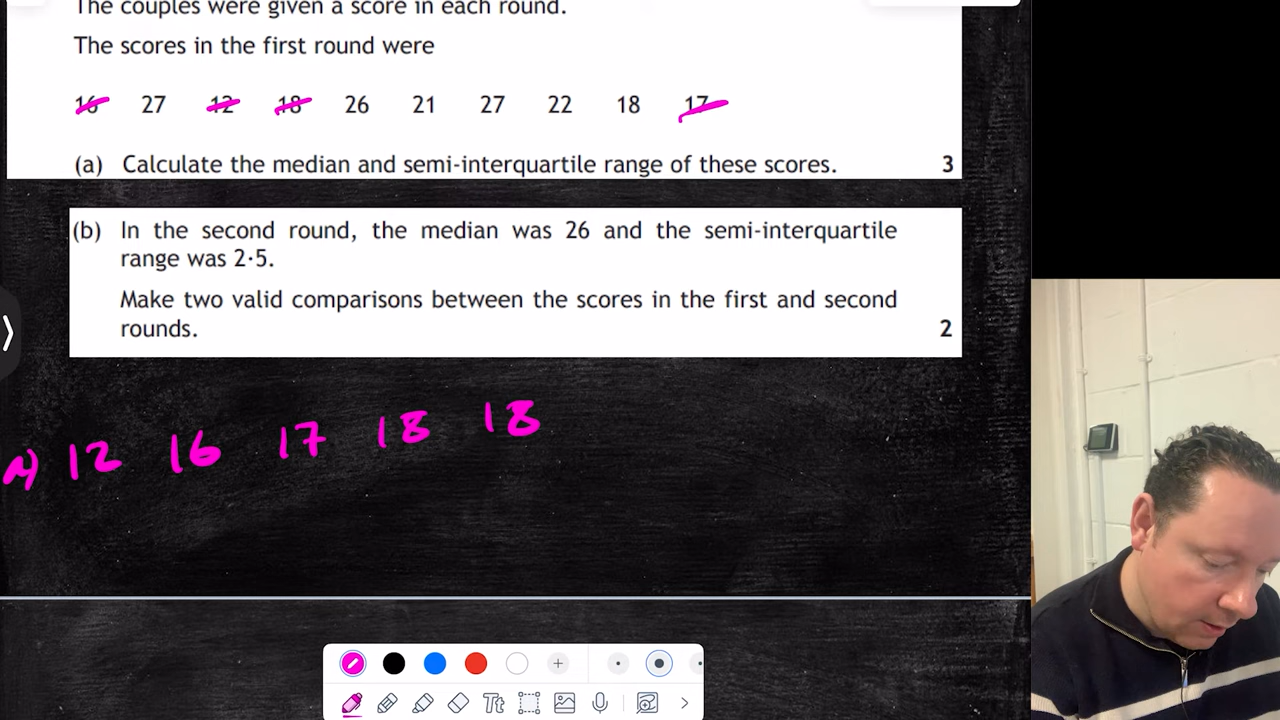 The couples were given a score in each round.
The scores in the first round were
16 27 12 18 26 21 27 22 18 17
(a) Calculate the median and semi-interquartile range of these scores. 3
(b) In the second round, the median was 26 and the semi-interquartile
range was 2·5.
Make two valid comparisons between the scores in the first and second
rounds. 2
a) 12 16 17 18 18
Tt